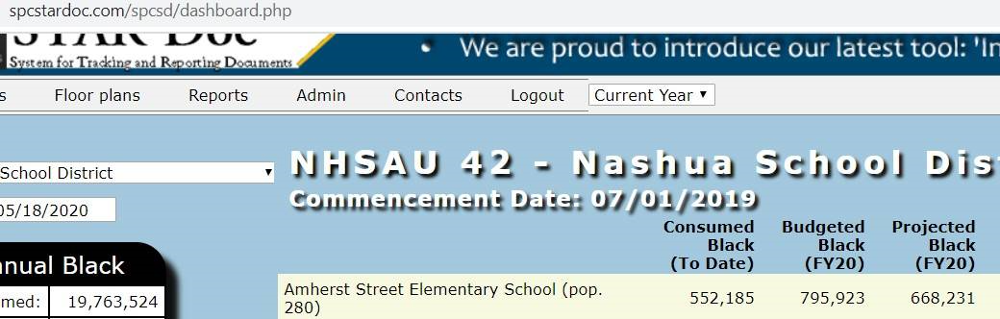 spcstardoc.com/spcsd/dashboard.php
STAR Doc
System for Tracking and Reporting Documents
• We are proud to introduce our latest tool: 'In
s Floor plans Reports Admin Contacts Logout Current Year
School District
NHSAU 42 - Nashua School Dist
05/18/2020
Commencement Date: 07/01/2019
Consumed Budgeted Projected
Black Black Black
(To Date) (FY20) (FY20)
nnual Black
Amherst Street Elementary School (pop. 552,185 795,923 668,231
280)
med: 19,763,524